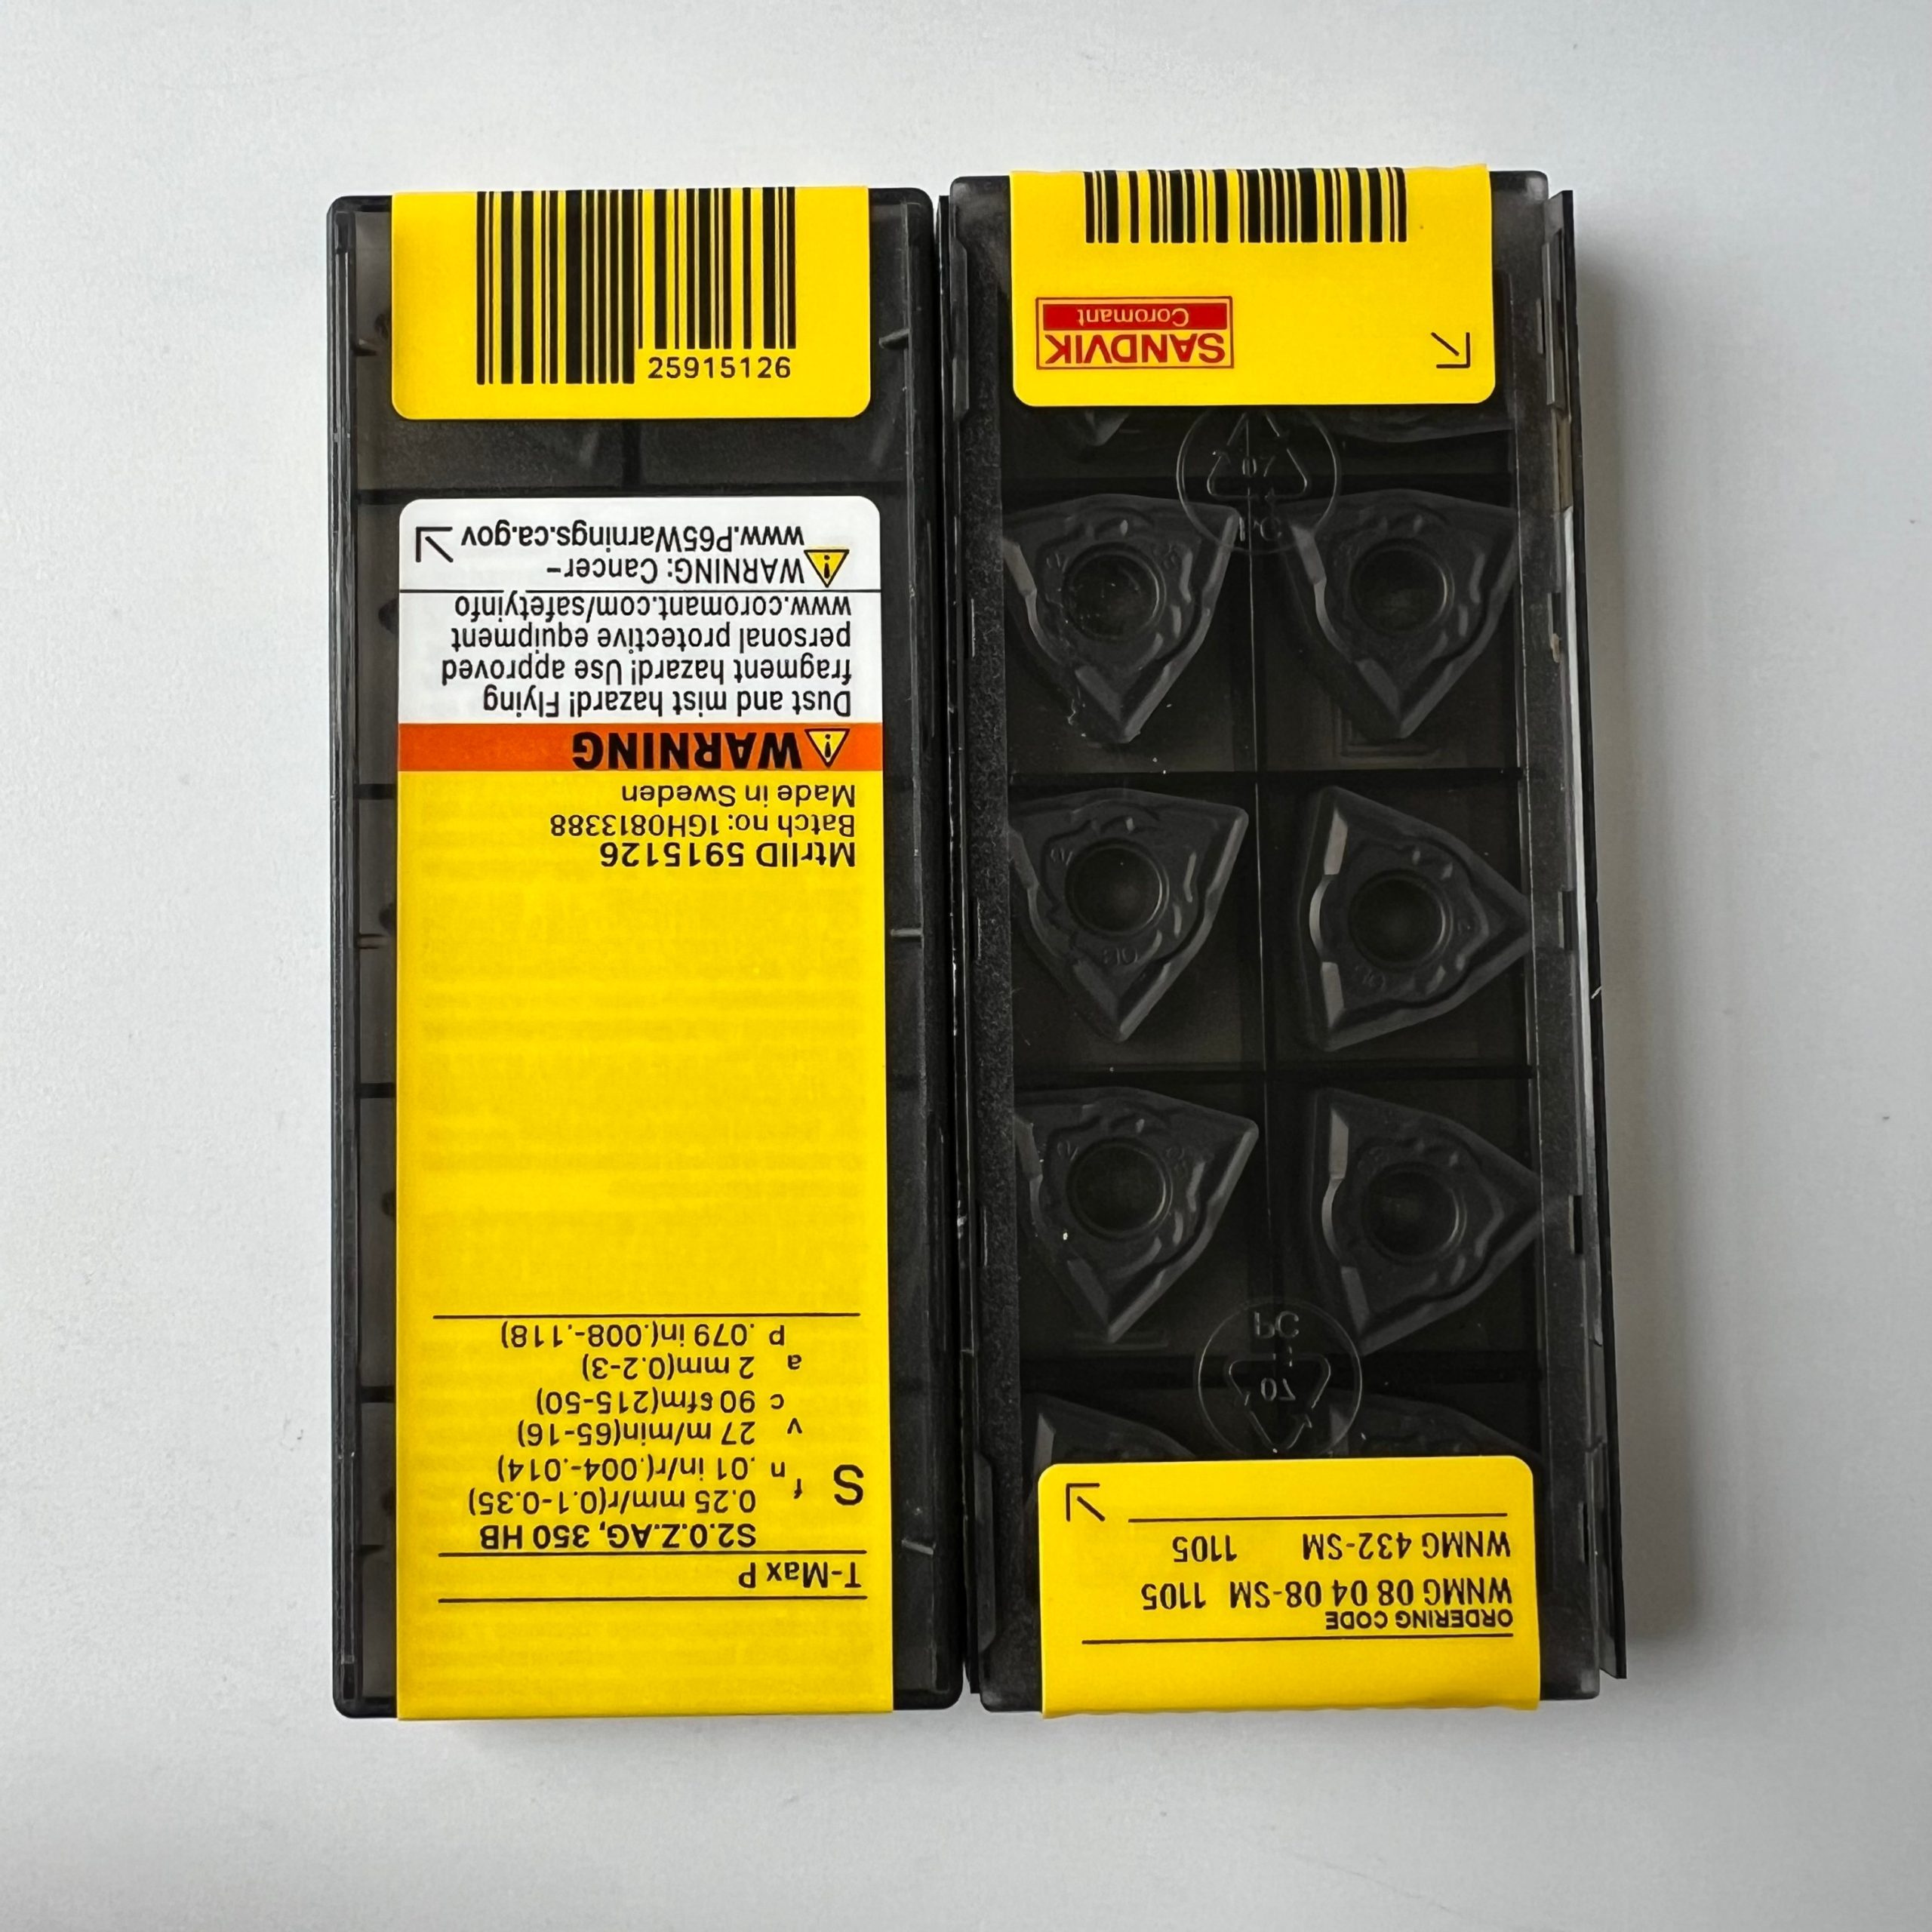 ORDERING CODE
WNMG 08 04 08-SM 1105
WNMG 432-SM 1105
PC
07
07
PC
SANDVIK
Coromant
T-Max P
S2.0.Z.AG, 350 HB
S
f 0.25 mm/r(0.1-0.35)
n .01 in/r(.004-.014)
v 27 m/min(65-16)
c 90 sfm(215-50)
a 2 mm(0.2-3)
P .079 in(.008-.118)
MtrlID 5915126
Batch no: 1GH0813388
Made in Sweden
WARNING
Dust and mist hazard! Flying
fragment hazard! Use approved
personal protective equipment
www.coromant.com/safetyinfo
WARNING: Cancer-
www.P65Warnings.ca.gov
25915126